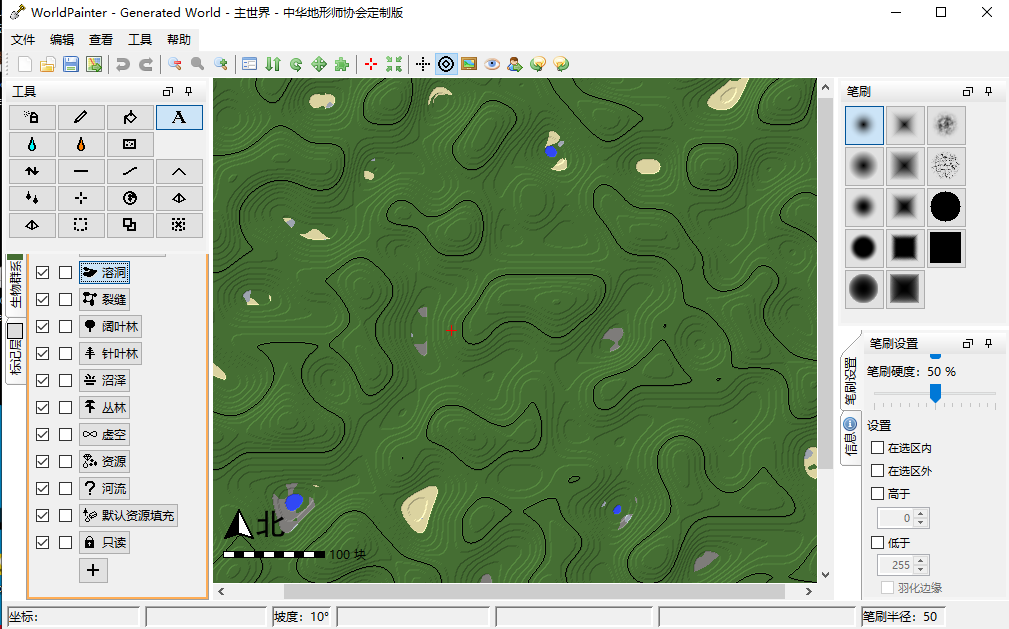 WorldPainter - Generated World - 主世界 - 中华地形师协会定制版
文件 编辑 查看 工具 帮助
工具
A
生物群系
标记层
溶洞
裂缝
阔叶林
针叶林
沼泽
丛林
虚空
资源
? 河流
默认资源填充
只读
+
北
100 块
笔刷
笔刷设置
信息
笔刷设置
笔刷硬度: 50 %
设置
在选区内
在选区外
高于
0
低于
255
羽化边缘
坐标:
坡度: 10°
笔刷半径: 50